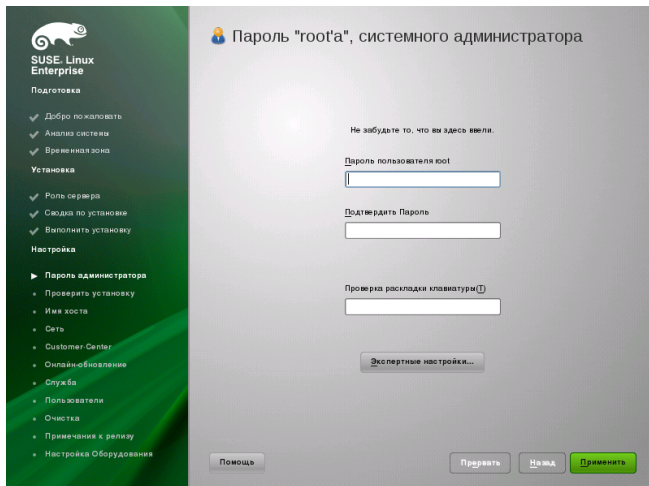 SUSE. Linux
Enterprise
Подготовка
Добро пожаловать
Анализ системы
Временная зона
Установка
Роль сервера
Сводка по установке
Выполнить установку
Настройка
Пароль администратора
Проверить установку
Имя хоста
Сеть
Customer-Center
Онлайн-обновление
Служба
Пользователи
Очистка
Примечания к релизу
Настройка Оборудования
Пароль "root'а", системного администратора
Не забудьте то, что вы здесь ввели.
Пароль пользователя root
Подтвердить Пароль
Проверка раскладки клавиатуры(T)
Экспертные настройки...
Помощь
Прервать
Назад
Применить